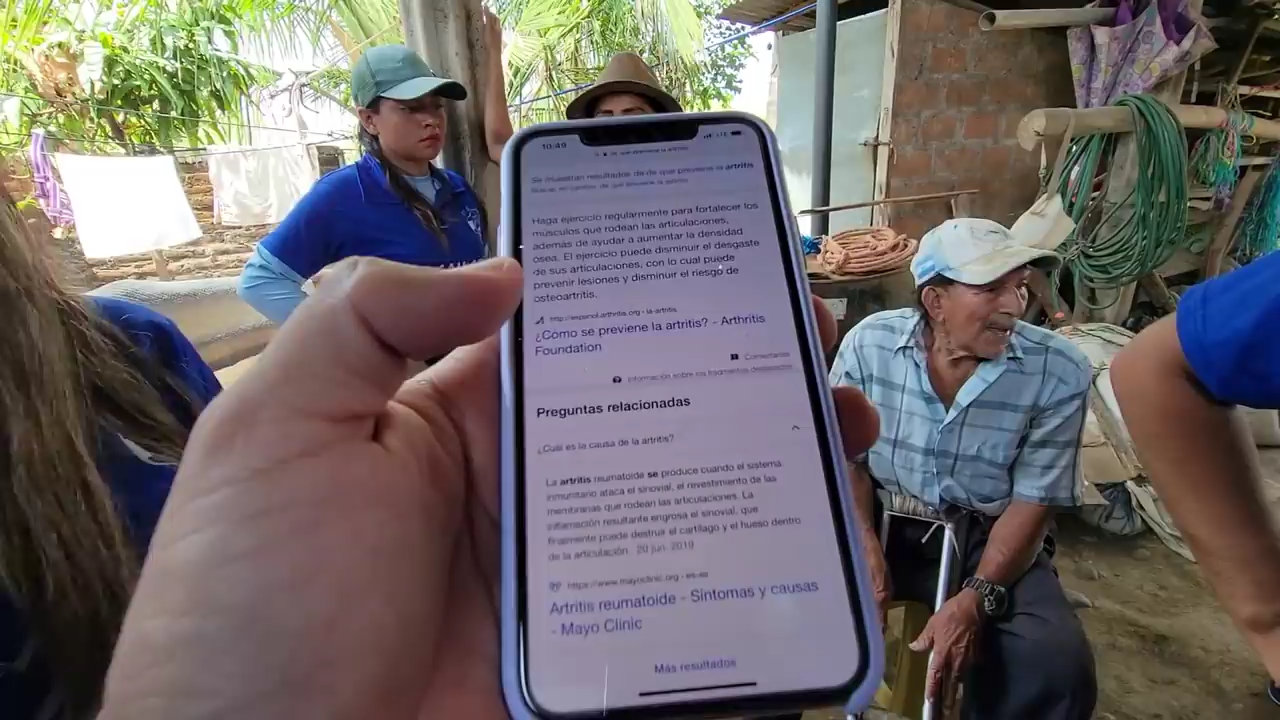 10:49
Se muestran resultados de de que previene la artritis
Haga ejercicio regularmente para fortalecer los
músculos que rodean las articulaciones,
además de ayudar a aumentar la densidad
ósea. El ejercicio puede disminuir el desgaste
de sus articulaciones, con lo cual puede
prevenir lesiones y disminuir el riesgo de
osteoartritis.
http://espanol.arthritis.org › la-artritis
¿Cómo se previene la artritis? - Arthritis
Foundation
Comentarios
Información sobre los fragmentos destacados
Preguntas relacionadas
¿Cuál es la causa de la artritis?
La artritis reumatoide se produce cuando el sistema
inmunitario ataca el sinovial, el revestimiento de las
membranas que rodean las articulaciones. La
inflamación resultante engrosa el sinovial, que
finalmente puede destruir el cartílago y el hueso dentro
de la articulación. 20 jun. 2019
https://www.mayoclinic.org › es-es
Artritis reumatoide - Síntomas y causas
- Mayo Clinic
Más resultados